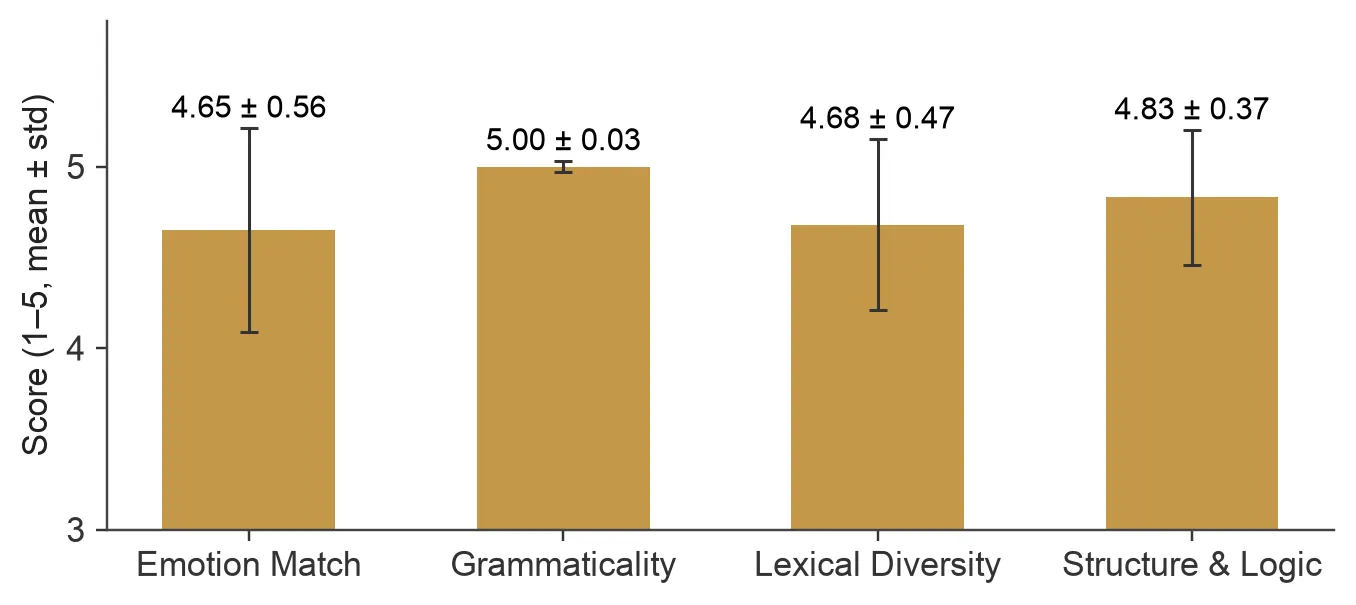 Score (1–5, mean ± std)
5
4
3
4.65 ± 0.56
5.00 ± 0.03
4.68 ± 0.47
4.83 ± 0.37
Emotion Match
Grammaticality
Lexical Diversity
Structure & Logic